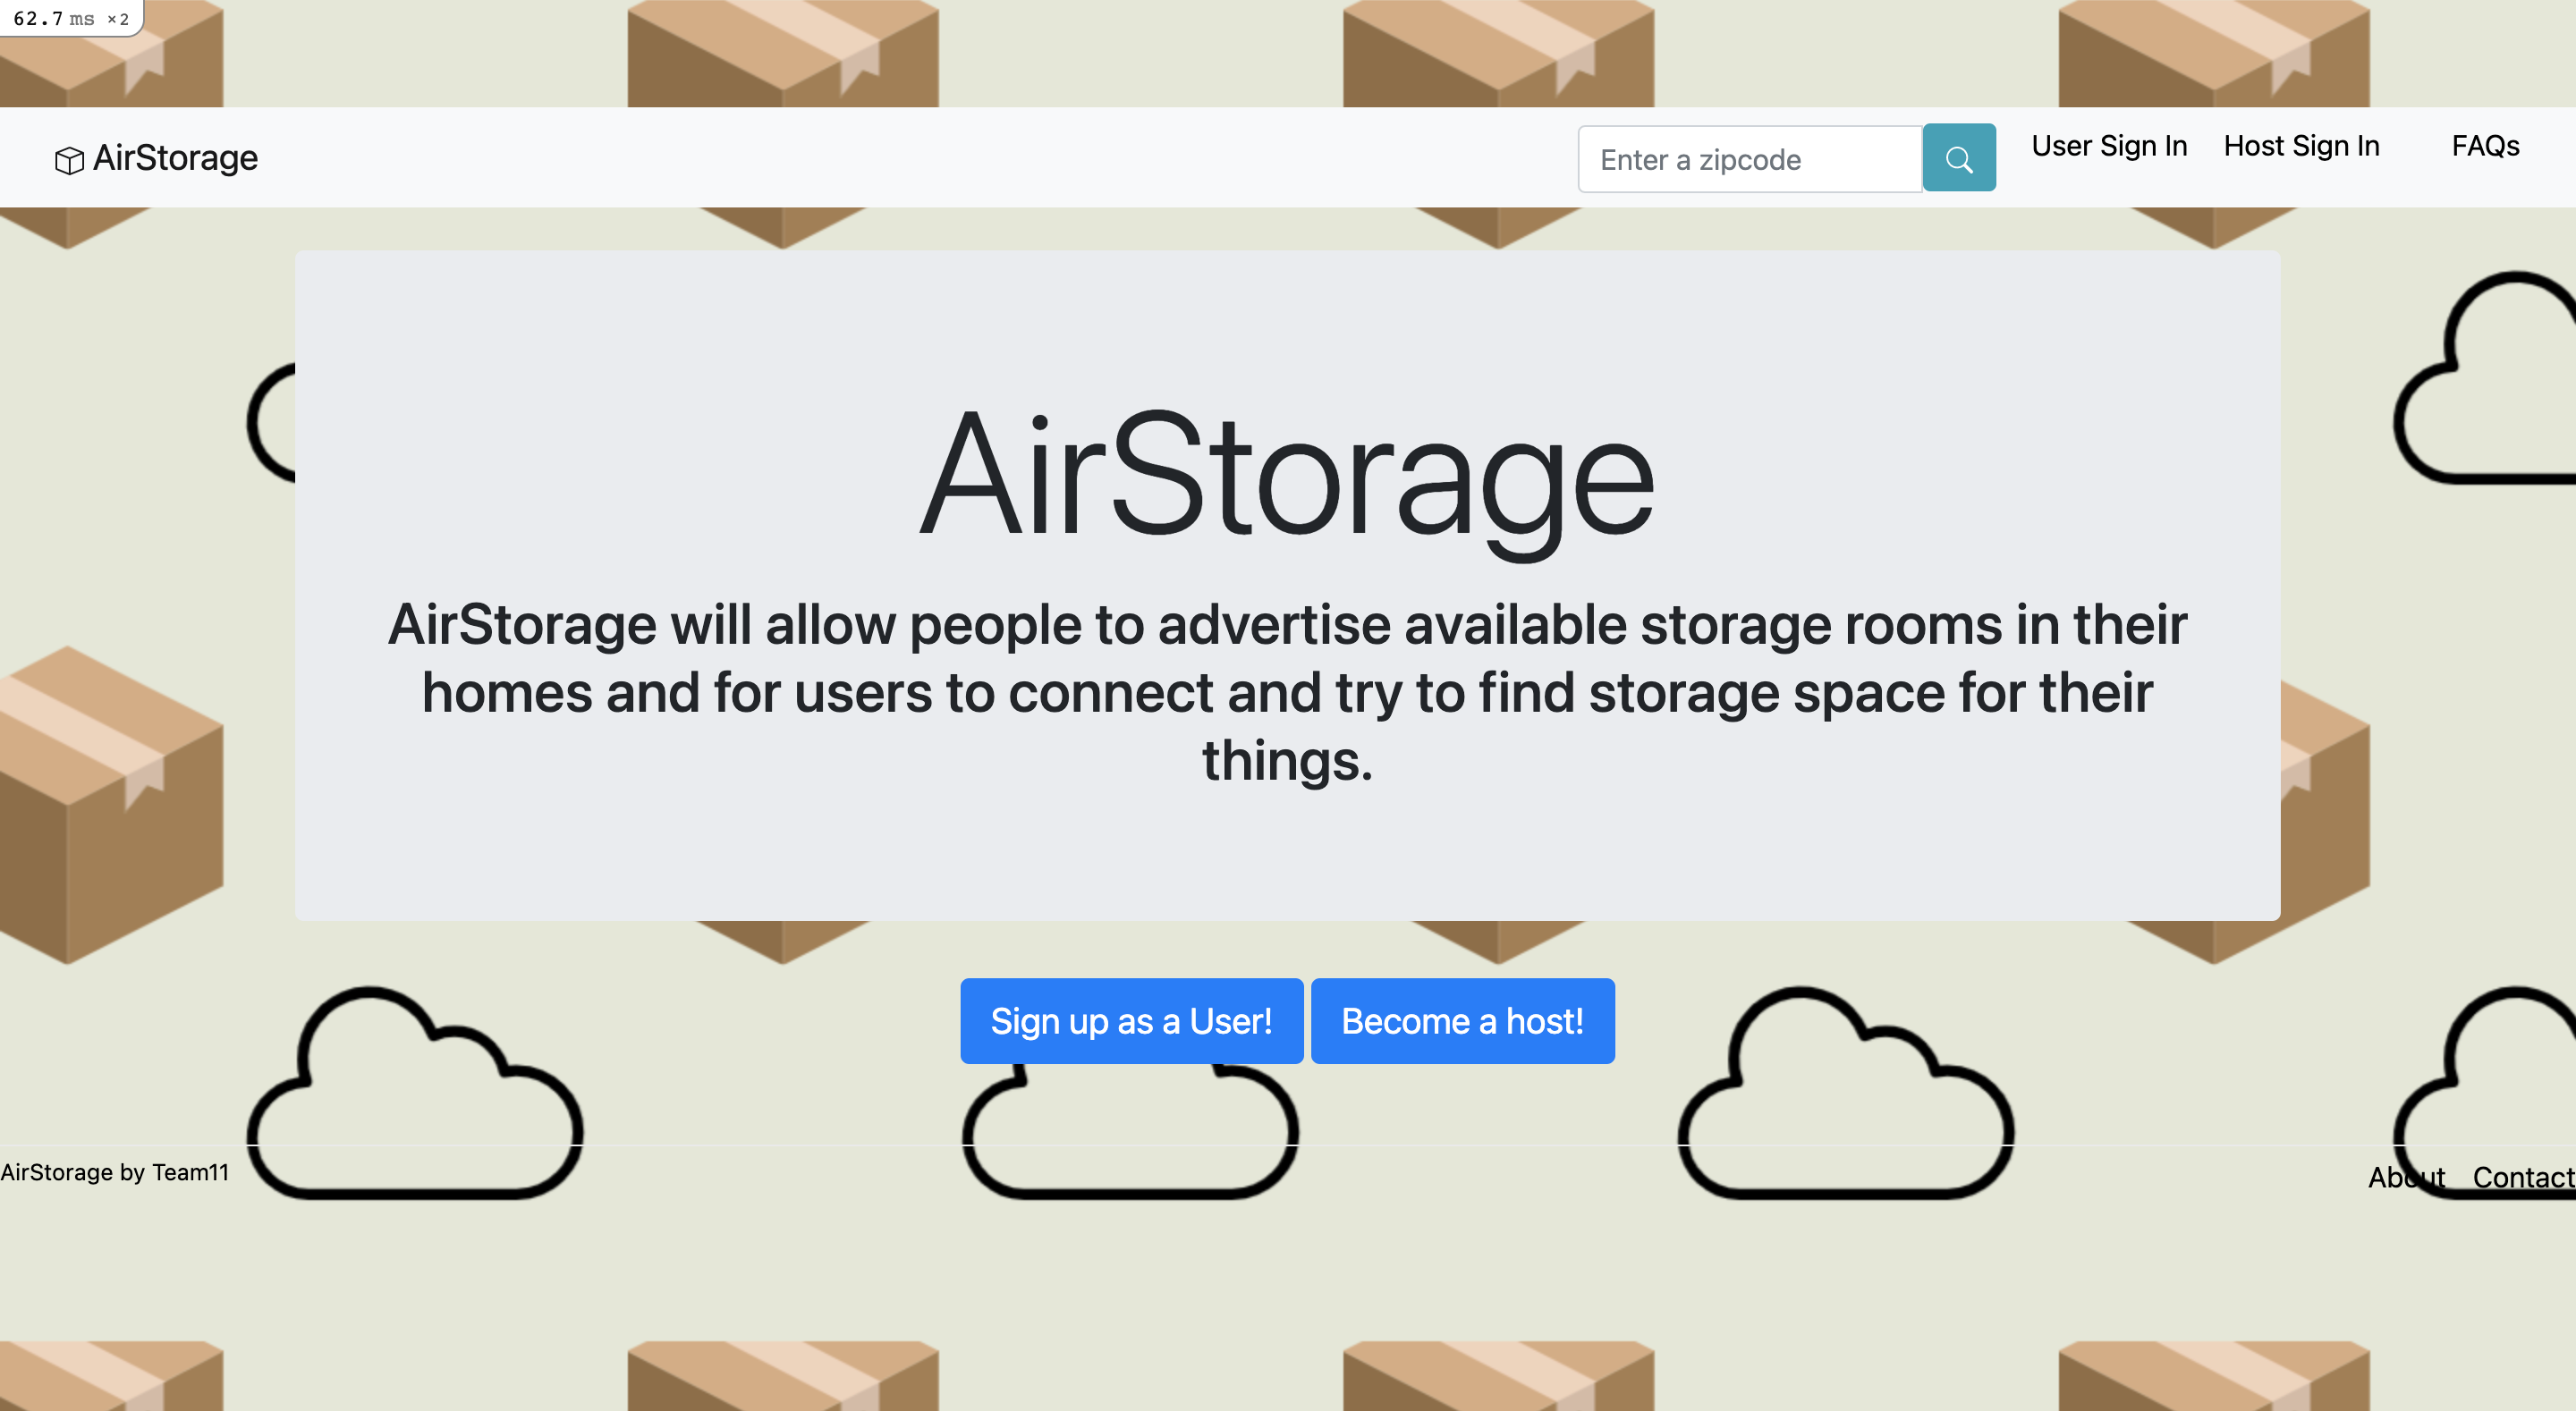 62.7 ms ×2
AirStorage
Enter a zipcode
User Sign In
Host Sign In
FAQs
AirStorage
AirStorage will allow people to advertise available storage rooms in their
homes and for users to connect and try to find storage space for their
things.
Sign up as a User!
Become a host!
AirStorage by Team11
About
Contact